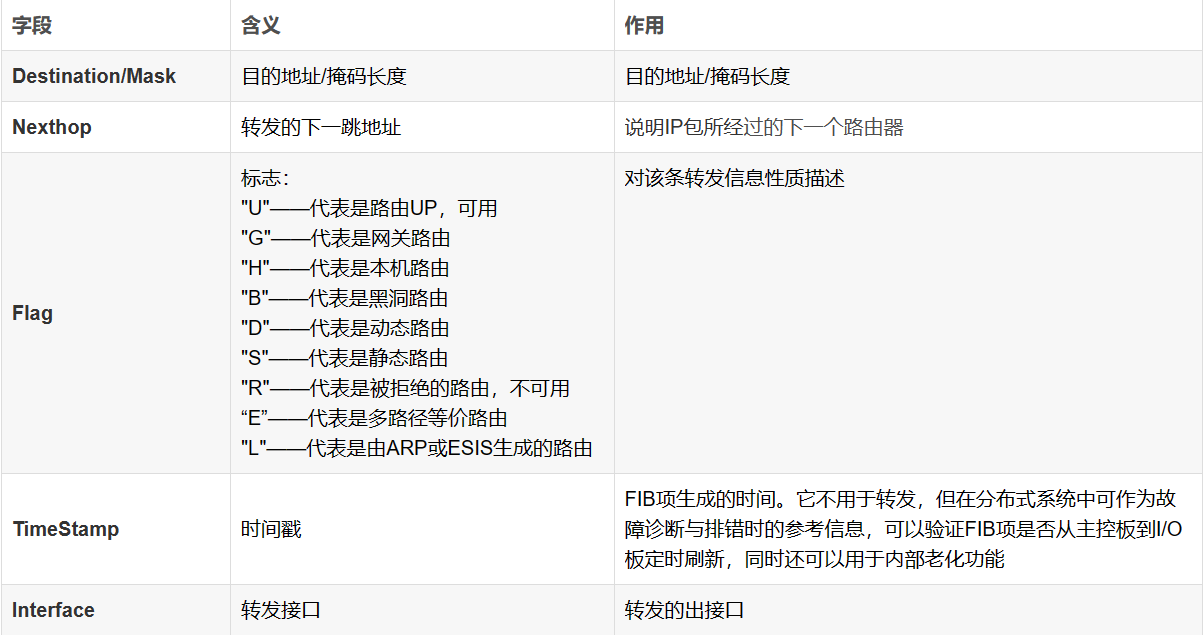 字段 含义 作用
Destination/Mask 目的地址/掩码长度 目的地址/掩码长度
Nexthop 转发的下一跳地址 说明IP包所经过的下一个路由器
Flag
标志：
"U"——代表是路由UP，可用
"G"——代表是网关路由
"H"——代表是本机路由
"B"——代表是黑洞路由
"D"——代表是动态路由
"S"——代表是静态路由
"R"——代表是被拒绝的路由，不可用
“E”——代表是多路径等价路由
"L"——代表是由ARP或ESIS生成的路由
对该条转发信息性质描述
TimeStamp 时间戳
FIB项生成的时间。它不用于转发，但在分布式系统中可作为故
障诊断与排错时的参考信息，可以验证FIB项是否从主控板到I/O
板定时刷新，同时还可以用于内部老化功能
Interface 转发接口 转发的出接口